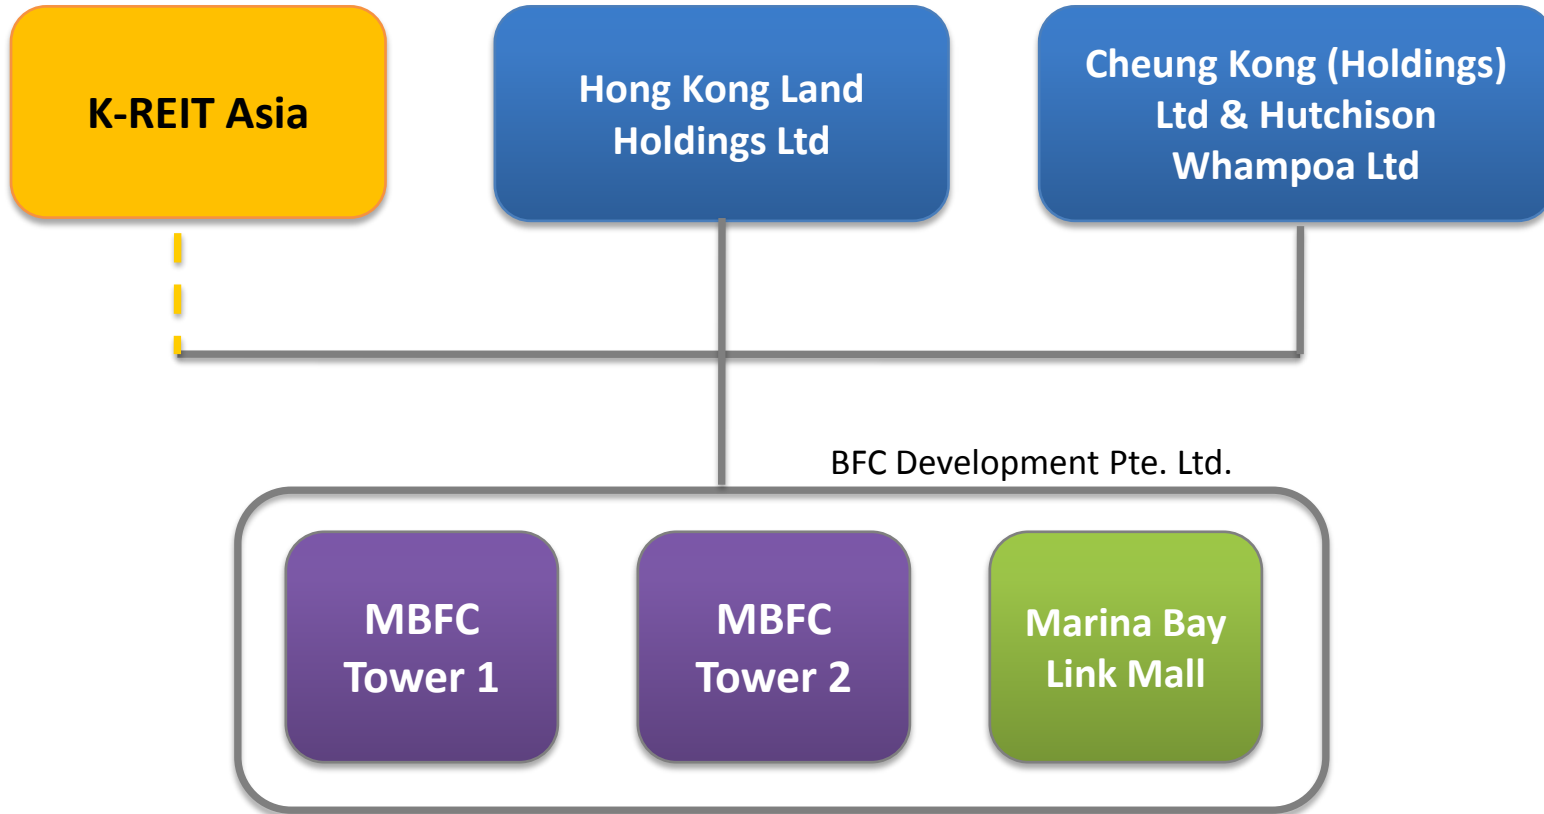 K-REIT Asia
Hong Kong Land
Holdings Ltd
Cheung Kong (Holdings)
Ltd & Hutchison
Whampoa Ltd
BFC Development Pte. Ltd.
MBFC
Tower 1
MBFC
Tower 2
Marina Bay
Link Mall